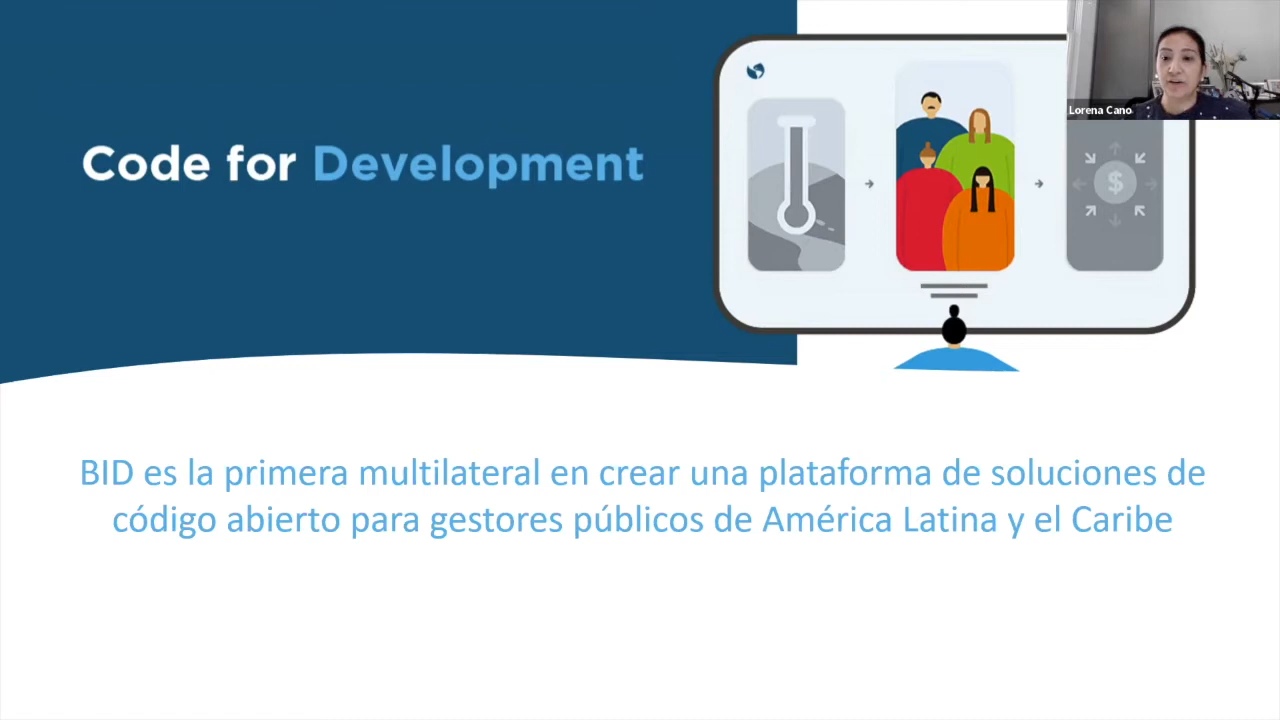 Code for Development
$
Lorena Cano
BID es la primera multilateral en crear una plataforma de soluciones de
código abierto para gestores públicos de América Latina y el Caribe